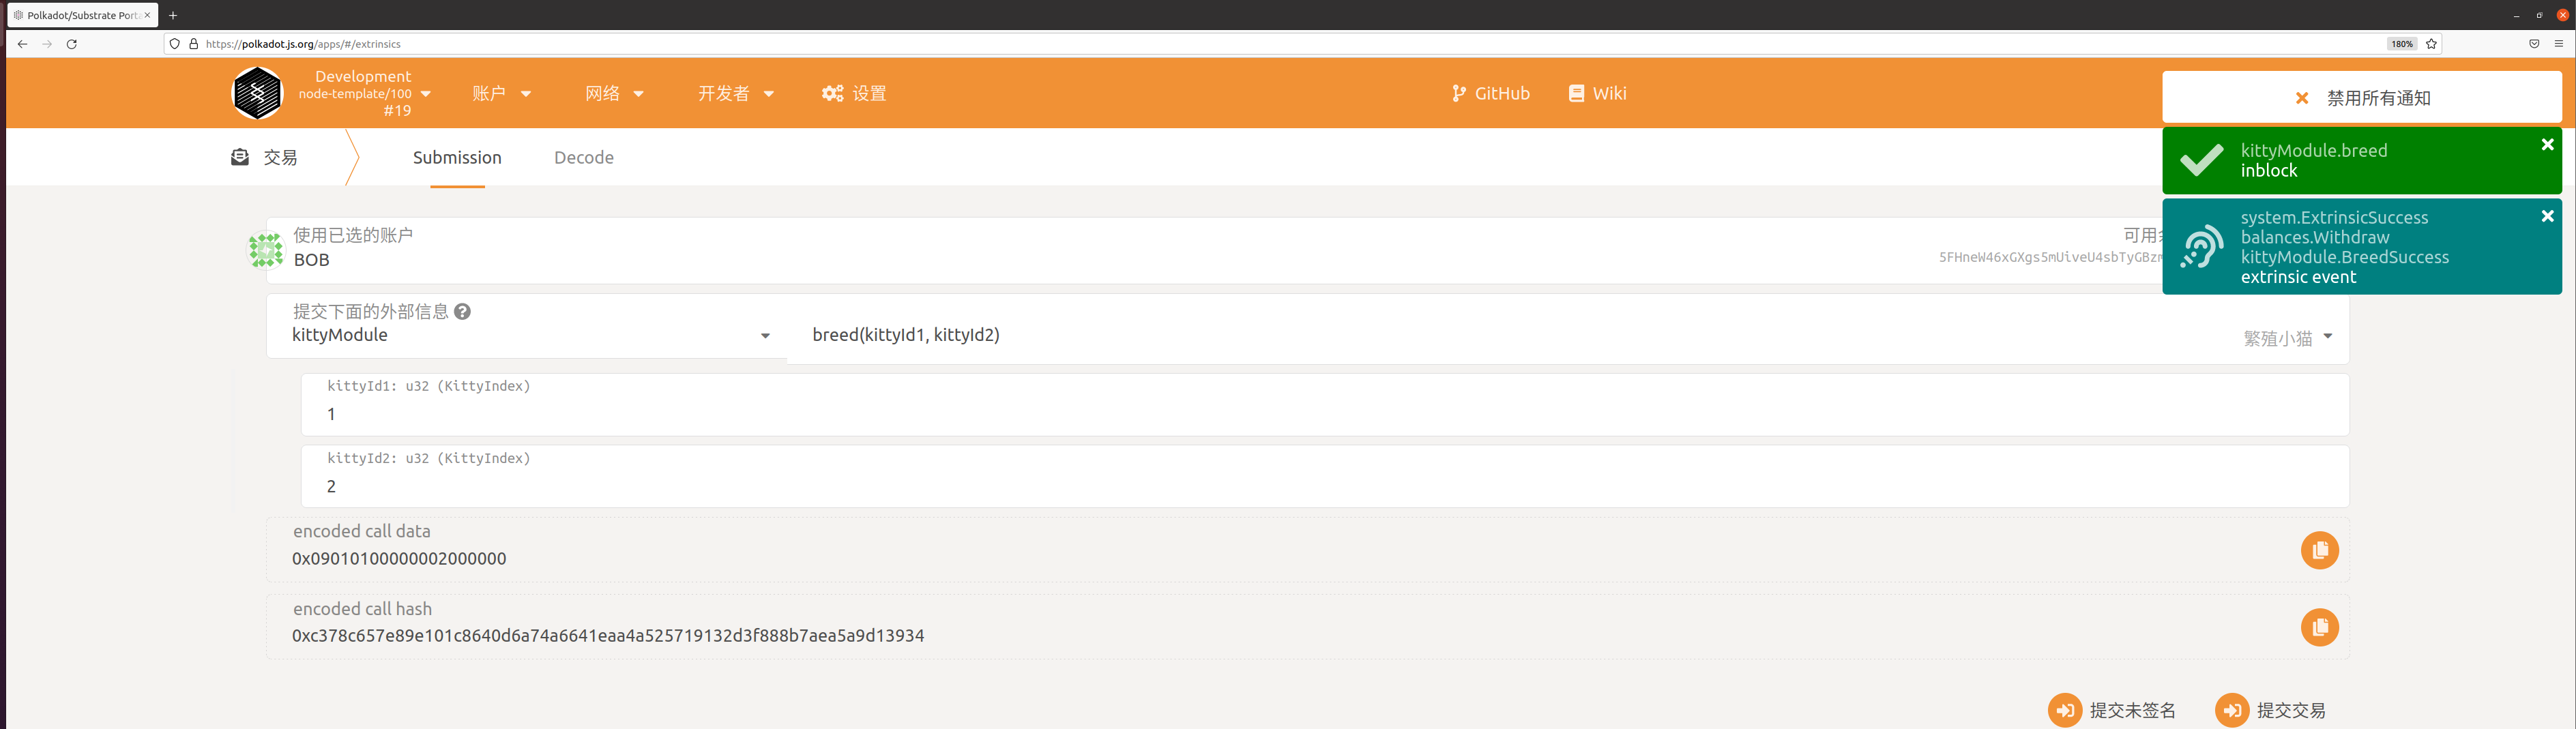 Polkadot/Substrate Porta
https://polkadot.js.org/apps/#/extrinsics
180%
Development
node-template/100
#19
账户
网络
开发者
设置
GitHub
Wiki
禁用所有通知
kittyModule.breed
inblock
system.ExtrinsicSuccess
balances.Withdraw
kittyModule.BreedSuccess
extrinsic event
交易
Submission
Decode
使用已选的账户
BOB
可用
5FHneW46xGXgs5mUiveU4sbTyGBzm
提交下面的外部信息
kittyModule
breed(kittyId1, kittyId2)
繁殖小猫
kittyId1: u32 (KittyIndex)
1
kittyId2: u32 (KittyIndex)
2
encoded call data
0x09010100000002000000
encoded call hash
0xc378c657e89e101c8640d6a74a6641eaa4a525719132d3f888b7aea5a9d13934
提交未签名
提交交易